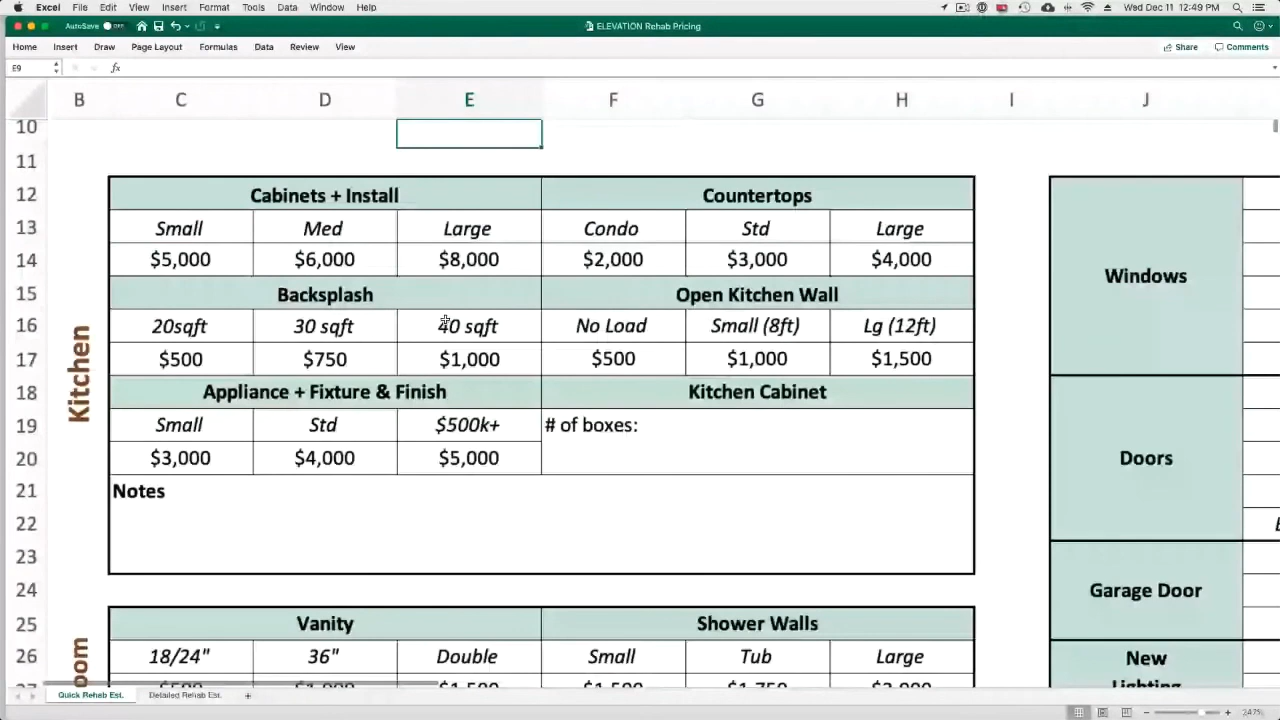 Excel File Edit View Insert Format Tools Data Window Help Wed Dec 11 12:49 PM
AutoSave OFF ELEVATION Rehab Pricing
Home Insert Draw Page Layout Formulas Data Review View Share Comments
E9 fx
B C D E F G H I J
10
11
12 Cabinets + Install Countertops
13 Small Med Large Condo Std Large
14 $5,000 $6,000 $8,000 $2,000 $3,000 $4,000 Windows
15 Backsplash Open Kitchen Wall
16 20sqft 30 sqft 40 sqft No Load Small (8ft) Lg (12ft)
17 $500 $750 $1,000 $500 $1,000 $1,500
Kitchen
18 Appliance + Fixture & Finish Kitchen Cabinet
19 Small Std $500k+ # of boxes:
20 $3,000 $4,000 $5,000 Doors
21 Notes
22
23
24 Garage Door
25 Vanity Shower Walls
26 18/24" 36" Double Small Tub Large New
Lighting
Quick Rehab Est. Detailed Rehab Est. +
247%